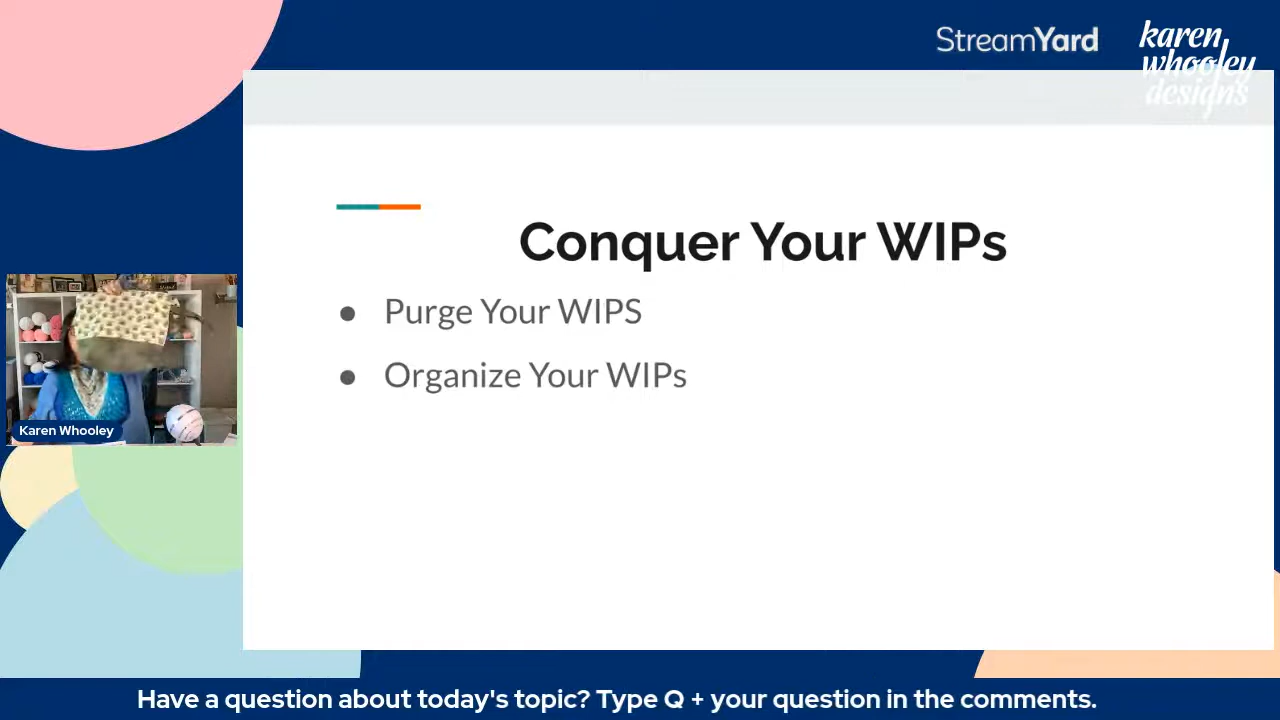 StreamYard
karen
whooley
designs
Conquer Your WIPs
● Purge Your WIPS
● Organize Your WIPs
Karen Whooley
Have a question about today's topic? Type Q + your question in the comments.